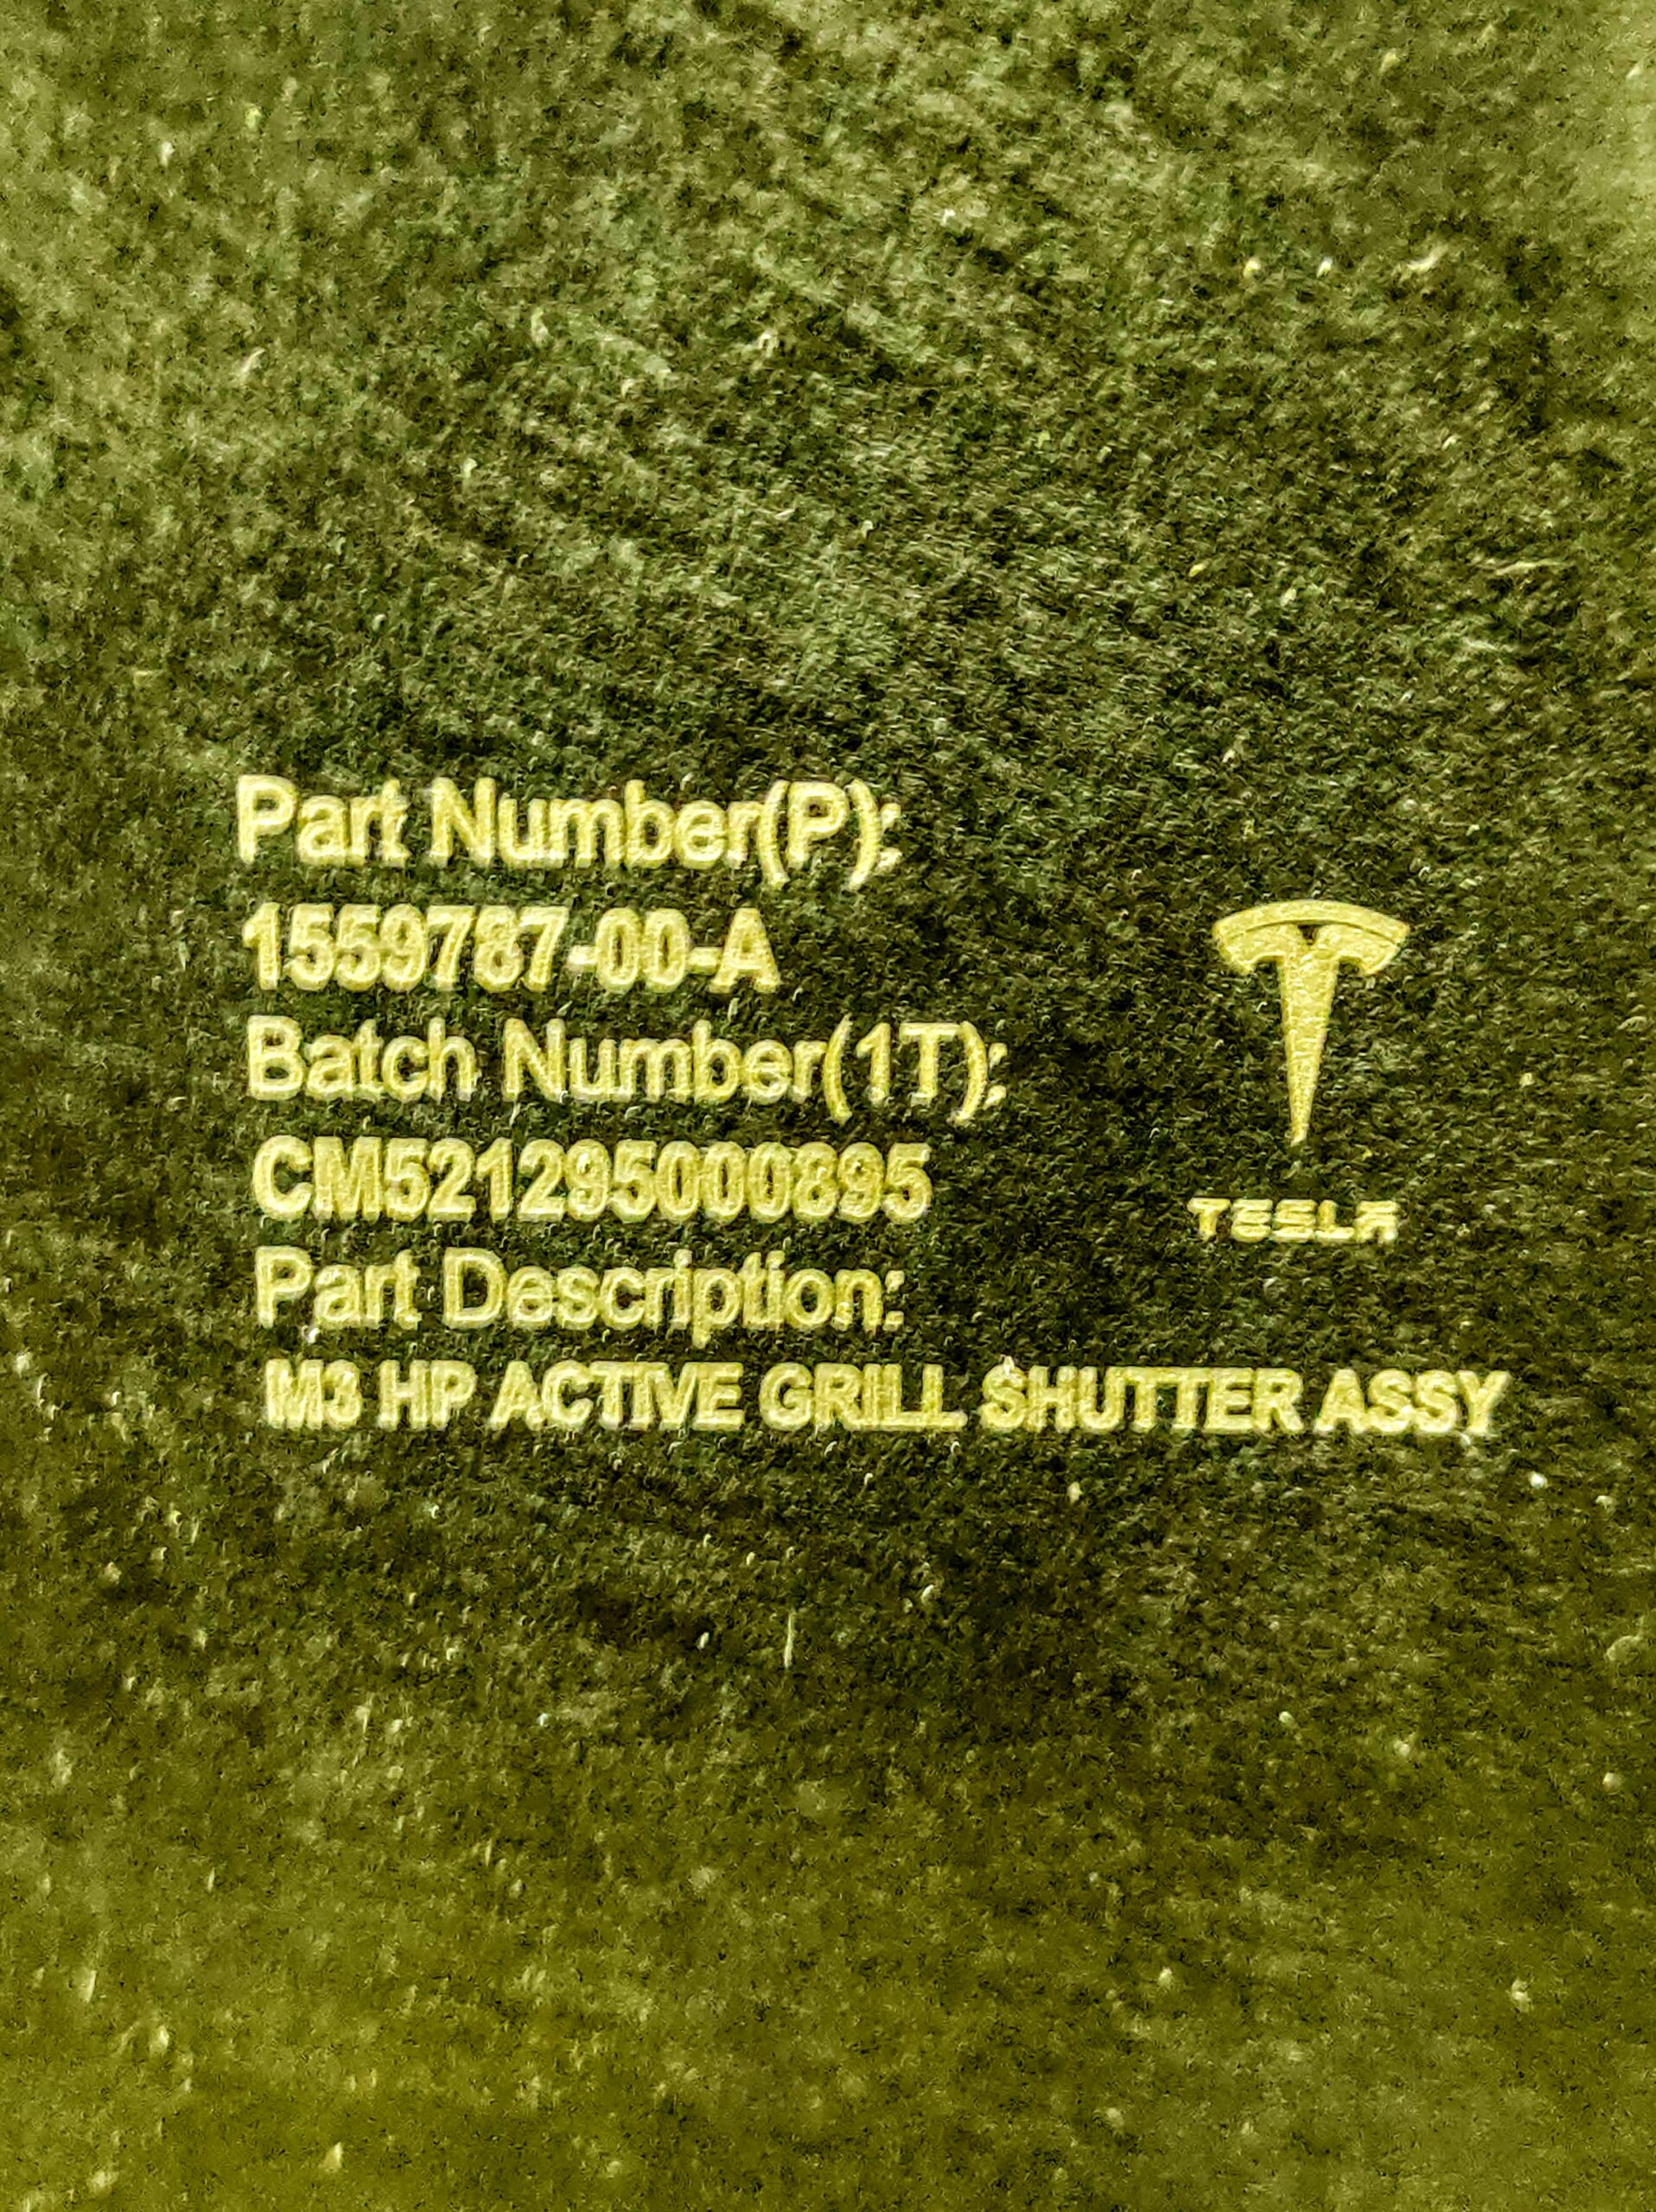 Part Number(P):
1559787-00-A
Batch Number(1T):
CM521295000895
Part Description:
M3 HP ACTIVE GRILL SHUTTER ASSY
TESLA